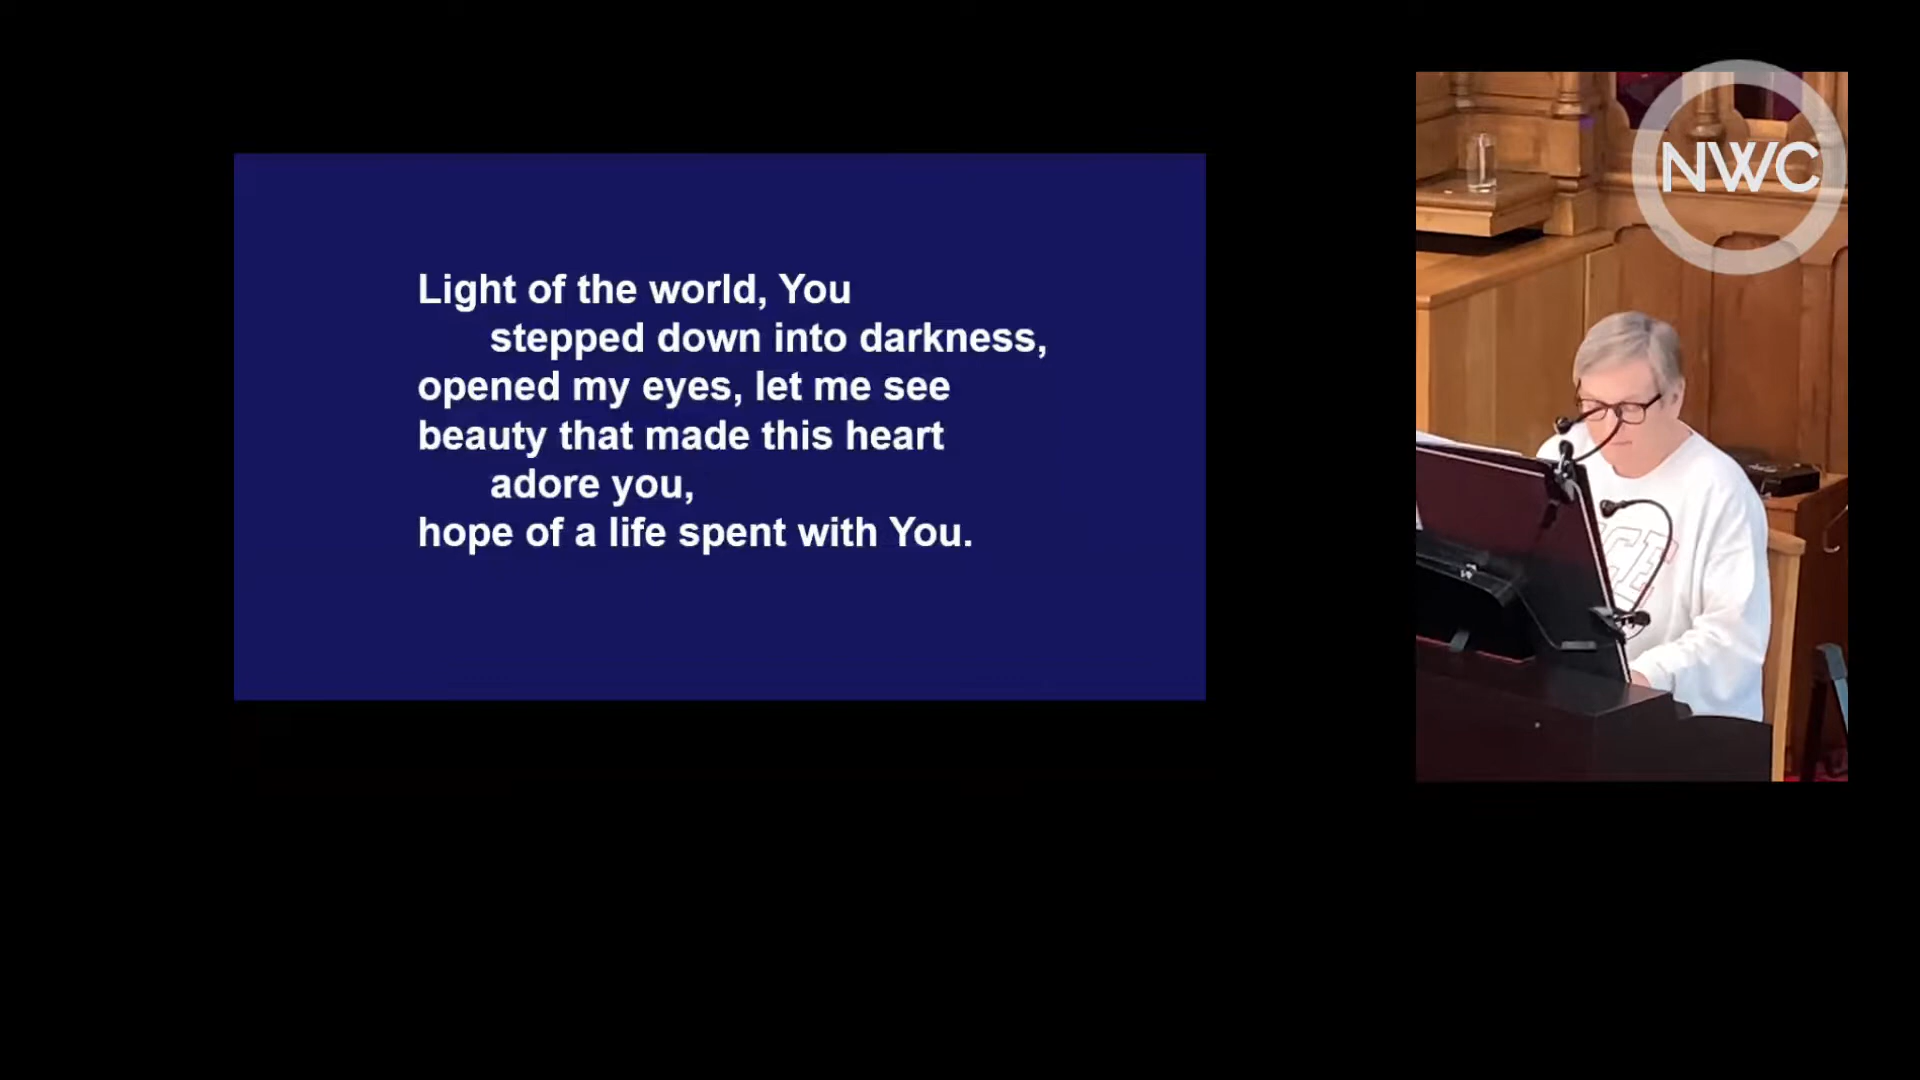 Light of the world, You
stepped down into darkness,
opened my eyes, let me see
beauty that made this heart
adore you,
hope of a life spent with You.
NWC